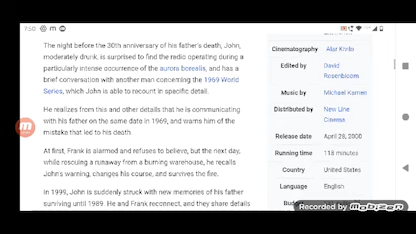 7:50
The night before the 30th anniversary of his father's death, John,
moderately drunk, is surprised to find the radio operating during a
particularly intense occurrence of the aurora borealis, and has a
brief conversation with another man concerning the 1969 World
Series, which John is able to recount in specific detail.
He realizes from this and other details that he is communicating
with his father on the same date in 1969, and warns him of the
mistake that led to his death.
At first, Frank is alarmed and refuses to believe, but the next day,
while rescuing a runaway from a burning warehouse, he recalls
John's warning, changes his course, and survives the fire.
In 1999, John is suddenly struck with new memories of his father
surviving until 1989. He and Frank reconnect, and they share details
Cinematography Alar Kivilo
Edited by David
Rosenbloom
Music by Michael Kamen
Distributed by New Line
Cinema
Release date April 28, 2000
Running time 118 minutes
Country United States
Language English
Recorded by Mobizen